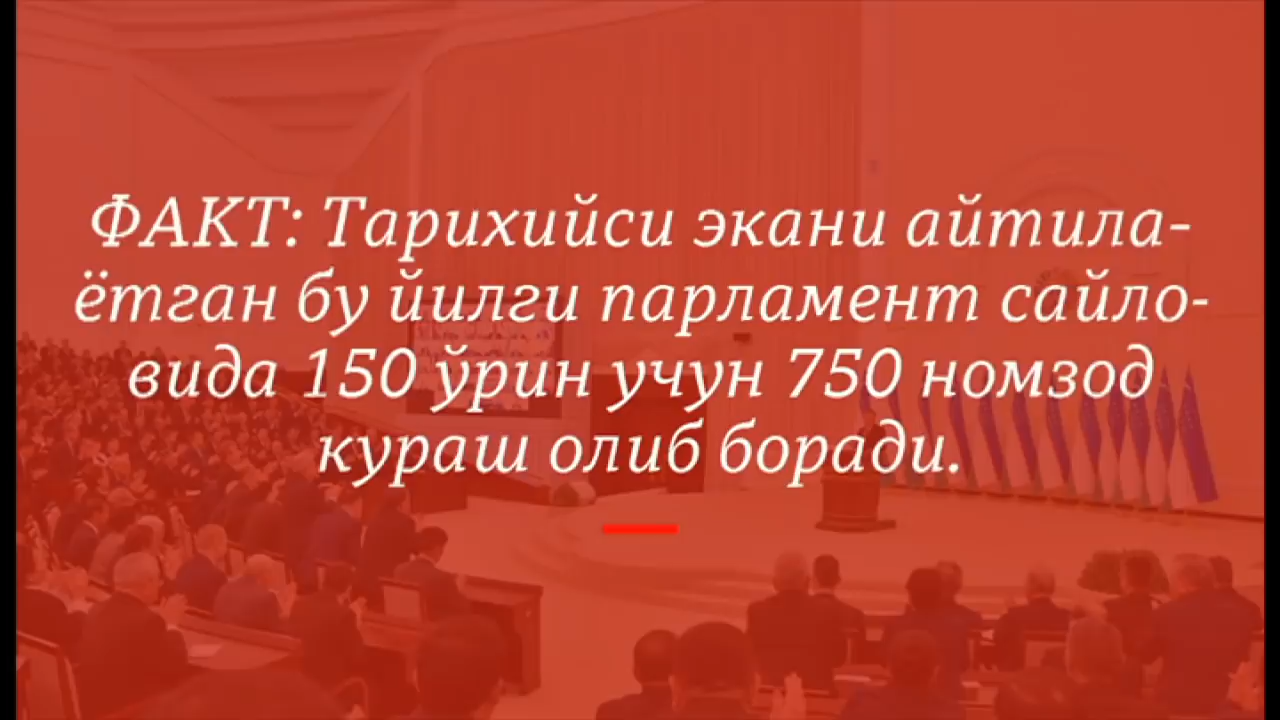 ФАКТ: Тарихийси экани айтила-
ётган бу йилги парламент сайло-
вида 150 ўрин учун 750 номзод
кураш олиб боради.